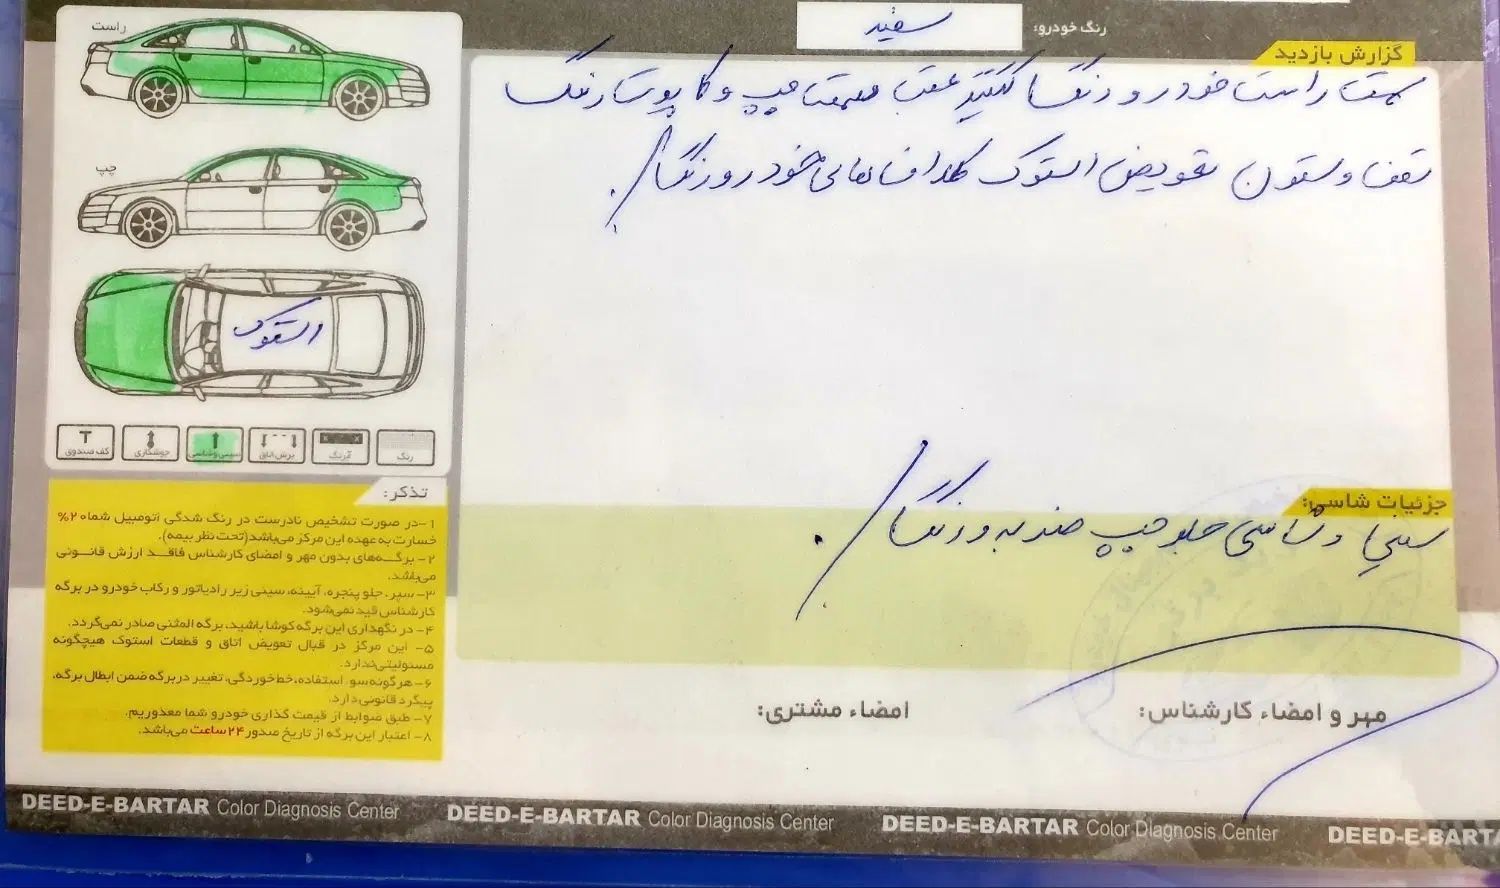 رنگ خودرو:
سفید
گزارش بازدید
سمت راست خودرو رنگ گلگیر عقب سمت چپ و کاپوت رنگ
سقف و ستون تعویض استوک اطراف نمای خودرو رنگ
جزئیات شاسی:
سینی و شاسی جلو چپ ضربه و رنگ
مهر و امضاء کارشناس:
امضاء مشتری:
راست
چپ
استوک
رنگ
برش اتاق
سینی و شاسی
جوشکاری
کف صندوق
تذکر:
۱-در صورت تشخیص نادرست در رنگ شدگی اتومبیل شما ۲۰%
خسارت به عهده این مرکز می‌باشد(تحت نظر بیمه).
۲- برگه‌های بدون مهر و امضای کارشناس فاقد ارزش قانونی
می‌باشد.
۳- سپر، جلو پنجره، آیینه، سینی زیر رادیاتور و رکاب خودرو در برگه
کارشناس قید نمی‌شود.
۴- در نگهداری این برگه کوشا باشید، برگه المثنی صادر نمی‌گردد.
۵- این مرکز در قبال تعویض اتاق و قطعات استوک هیچگونه
مسئولیتی ندارد.
۶- هرگونه سوء استفاده، خط‌خوردگی، تغییر در برگه ضمن ابطال برگه،
پیگرد قانونی دارد.
۷- طبق ضوابط از قیمت گذاری خودرو شما معذوریم.
۸- اعتبار این برگه از تاریخ صدور ۲۴ ساعت می‌باشد.
DEED-E-BARTAR Color Diagnosis Center DEED-E-BARTAR Color Diagnosis Center DEED-E-BARTAR Color Diagnosis Center DEED-E-BARTA